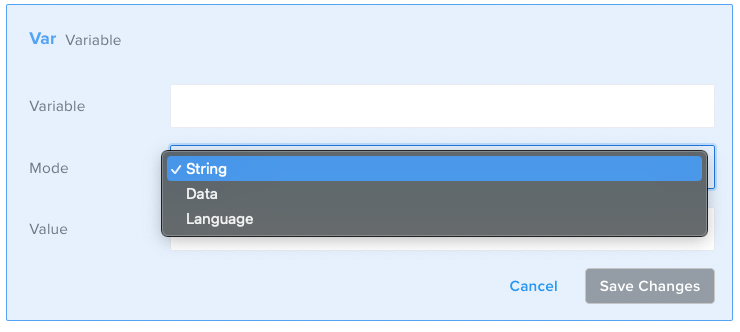 Var Variable
Variable
Mode
String
Data
Language
Value
Cancel Save Changes